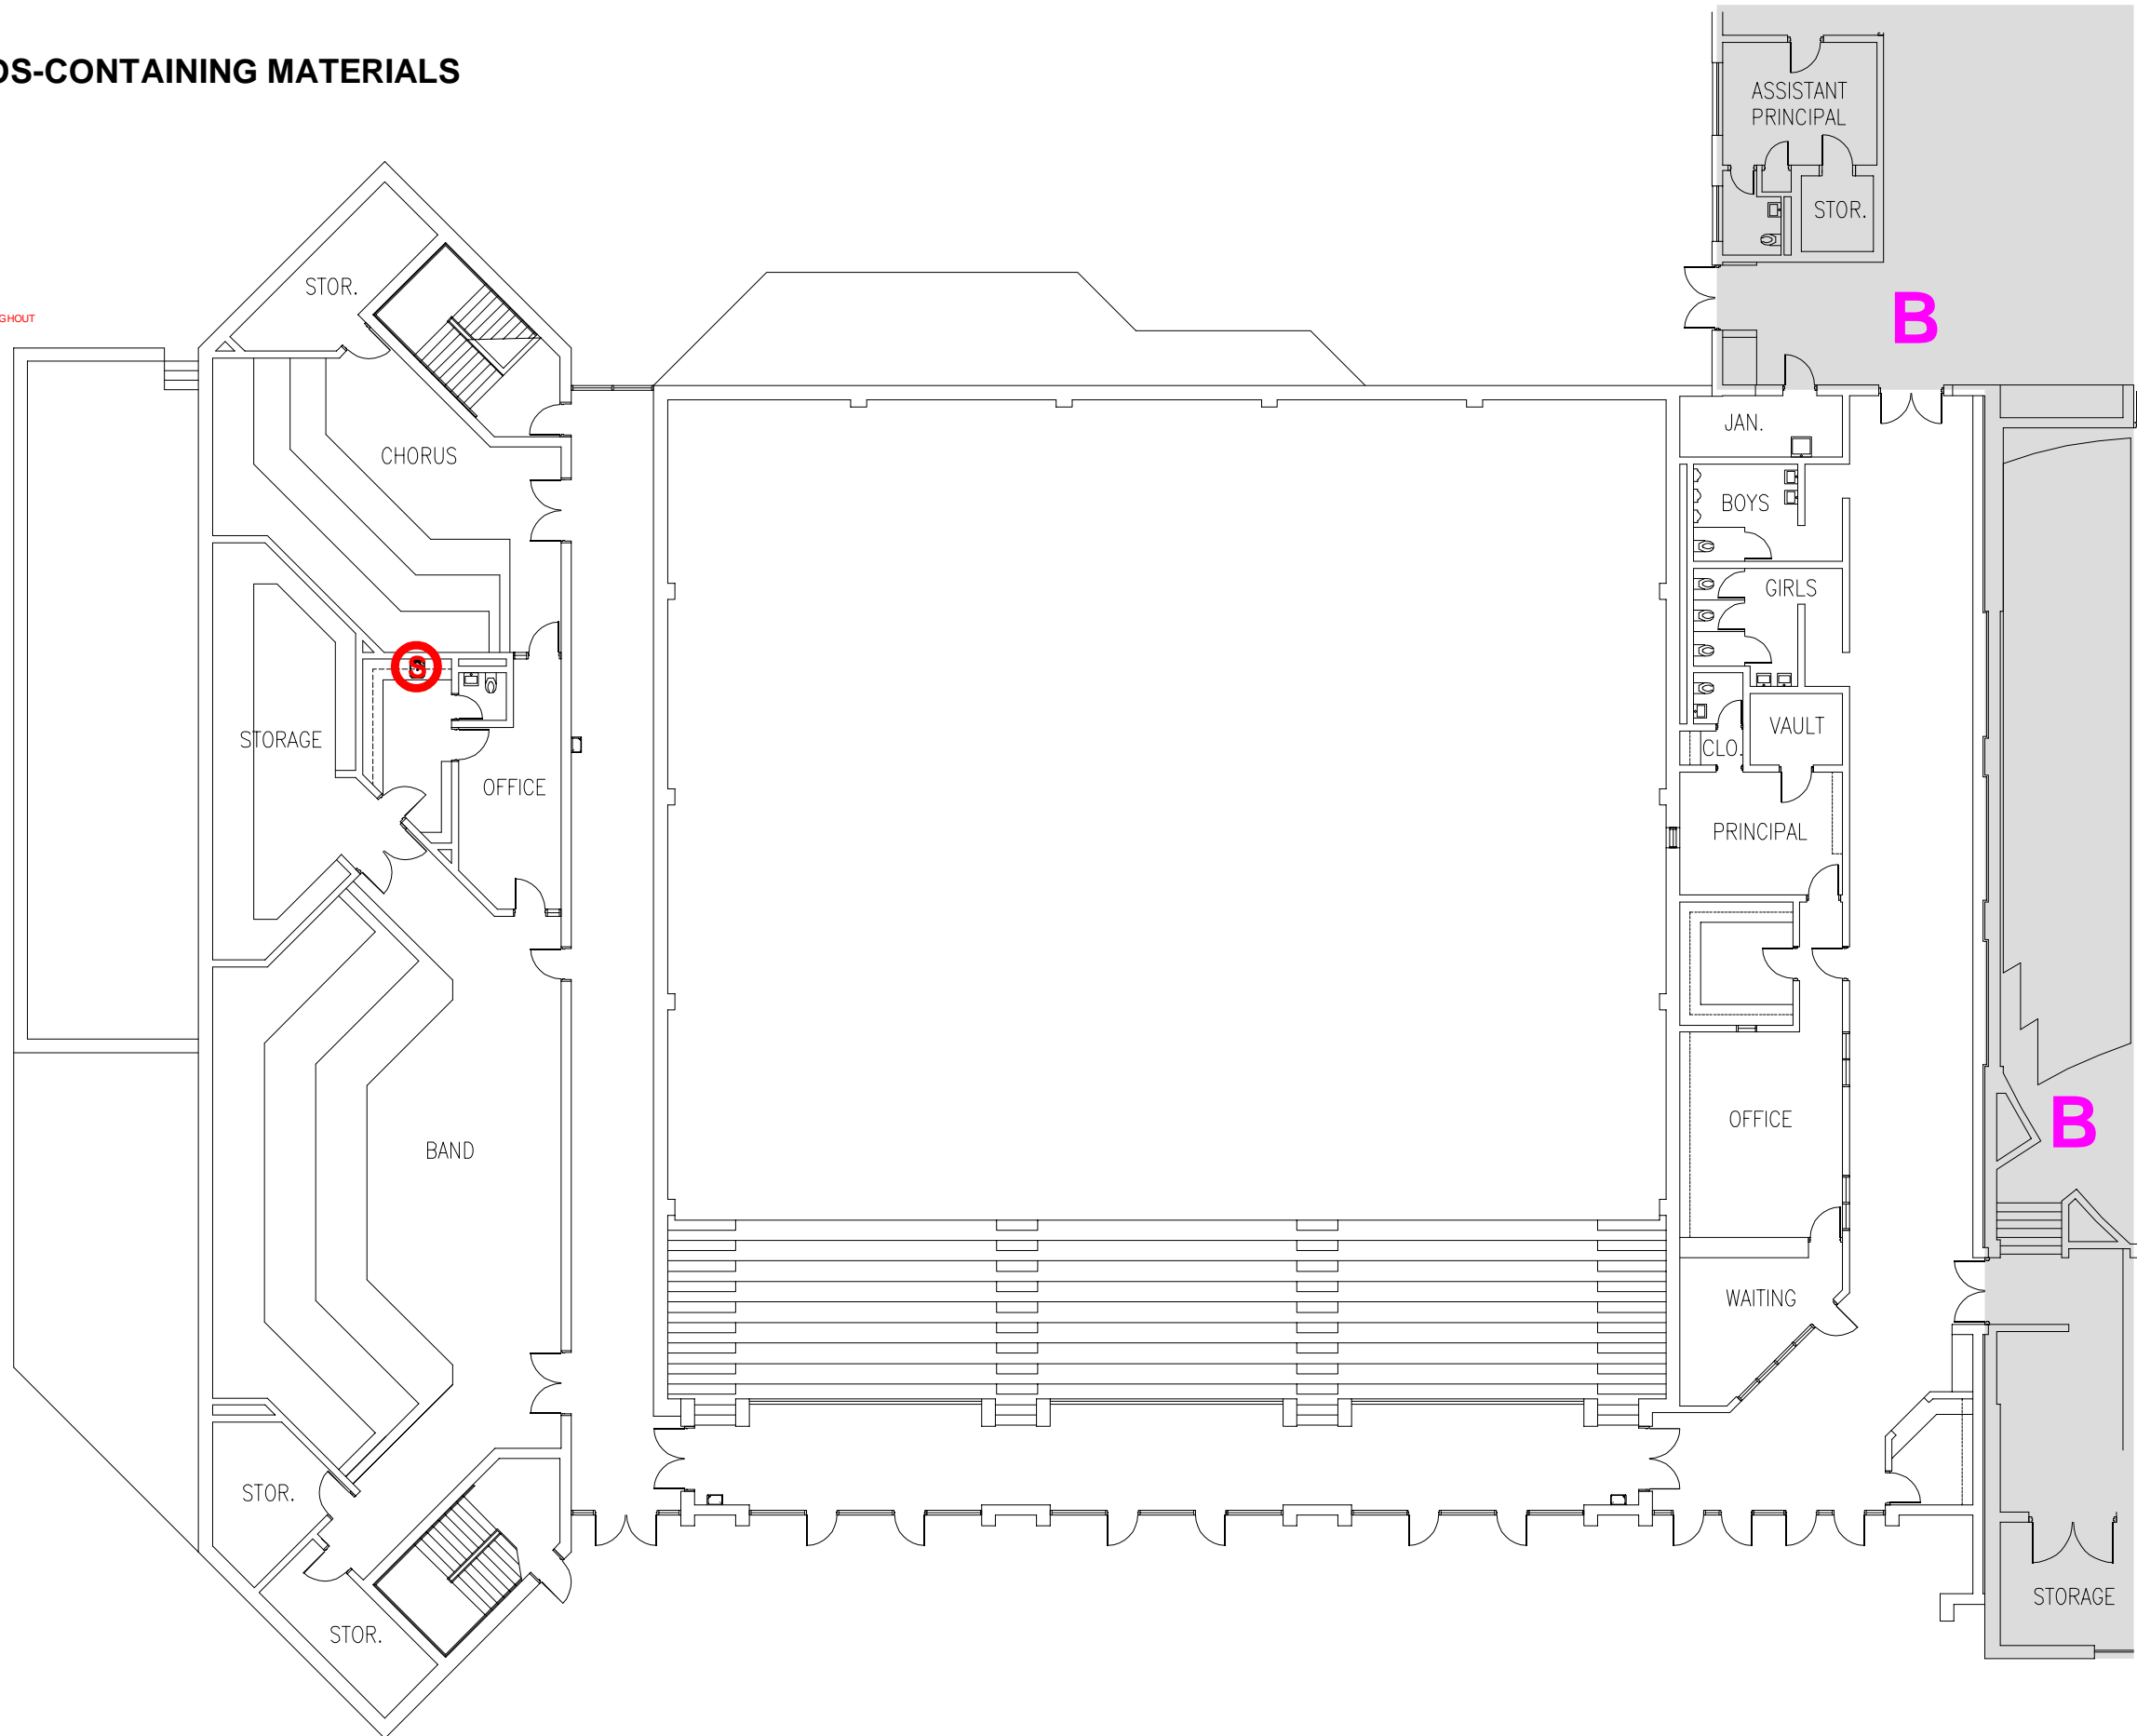 OS-CONTAINING MATERIALS
GHOUT
ASSISTANT
PRINCIPAL
STOR.
B
STOR.
JAN.
CHORUS
BOYS
GIRLS
S
VAULT
CLO.
STORAGE
OFFICE
PRINCIPAL
OFFICE
B
BAND
WAITING
STOR.
STORAGE
STOR.